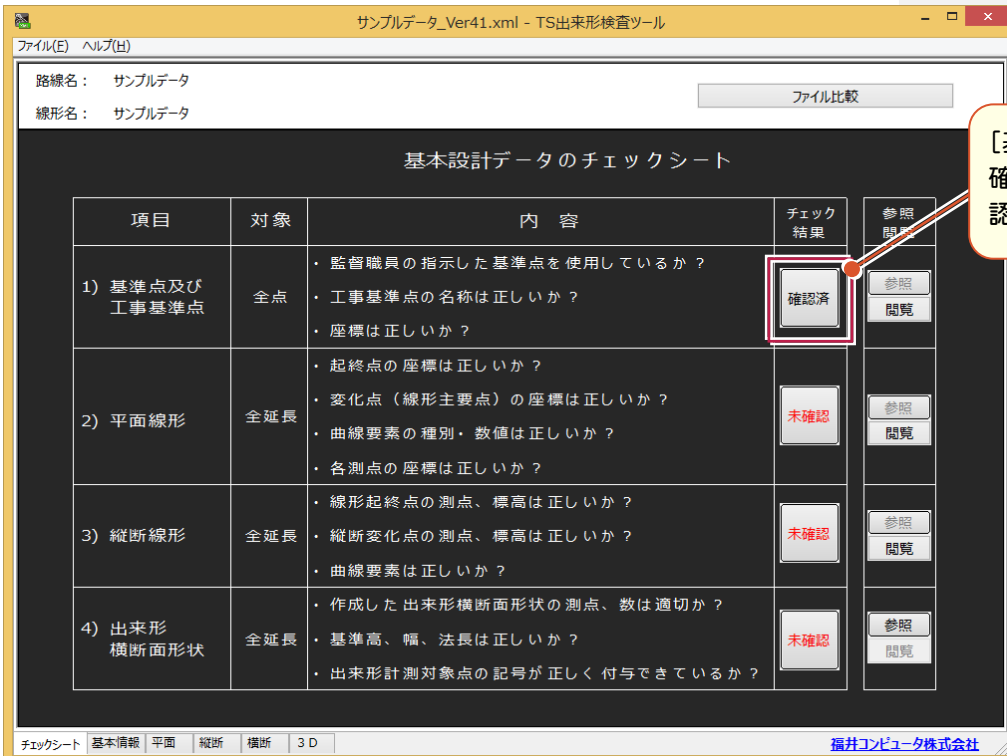 サンプルデータ_Ver41.xml - TS出来形検査ツール
ファイル(F) ヘルプ(H)
路線名： サンプルデータ
線形名： サンプルデータ
ファイル比較
基本設計データのチェックシート
項目 対象 内 容 チェック 結果 参照 閲覧
1) 基準点及び 工事基準点 全点
・ 監督職員の指示した基準点を使用しているか？
・ 工事基準点の名称は正しいか？
・ 座標は正しいか？
確認済
参照
閲覧
2) 平面線形 全延長
・ 起終点の座標は正しいか？
・ 変化点（線形主要点）の座標は正しいか？
・ 曲線要素の種別・数値は正しいか？
・ 各測点の座標は正しいか？
未確認
参照
閲覧
3) 縦断線形 全延長
・ 線形起終点の測点、標高は正しいか？
・ 縦断変化点の測点、標高は正しいか？
・ 曲線要素は正しいか？
未確認
参照
閲覧
4) 出来形 横断面形状 全延長
・ 作成した出来形横断面形状の測点、数は適切か？
・ 基準高、幅、法長は正しいか？
・ 出来形計測対象点の記号が正しく付与できているか？
未確認
参照
閲覧
チェックシート 基本情報 平面 縦断 横断 3D
福井コンピュータ株式会社
確
認